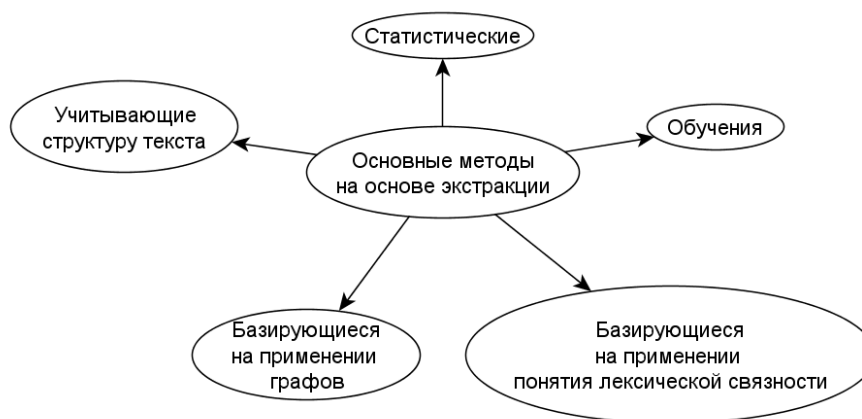 Статистические
Учитывающие
структуру текста
Обучения
Основные методы
на основе экстракции
Базирующиеся
на применении
графов
Базирующиеся
на применении
понятия лексической связности